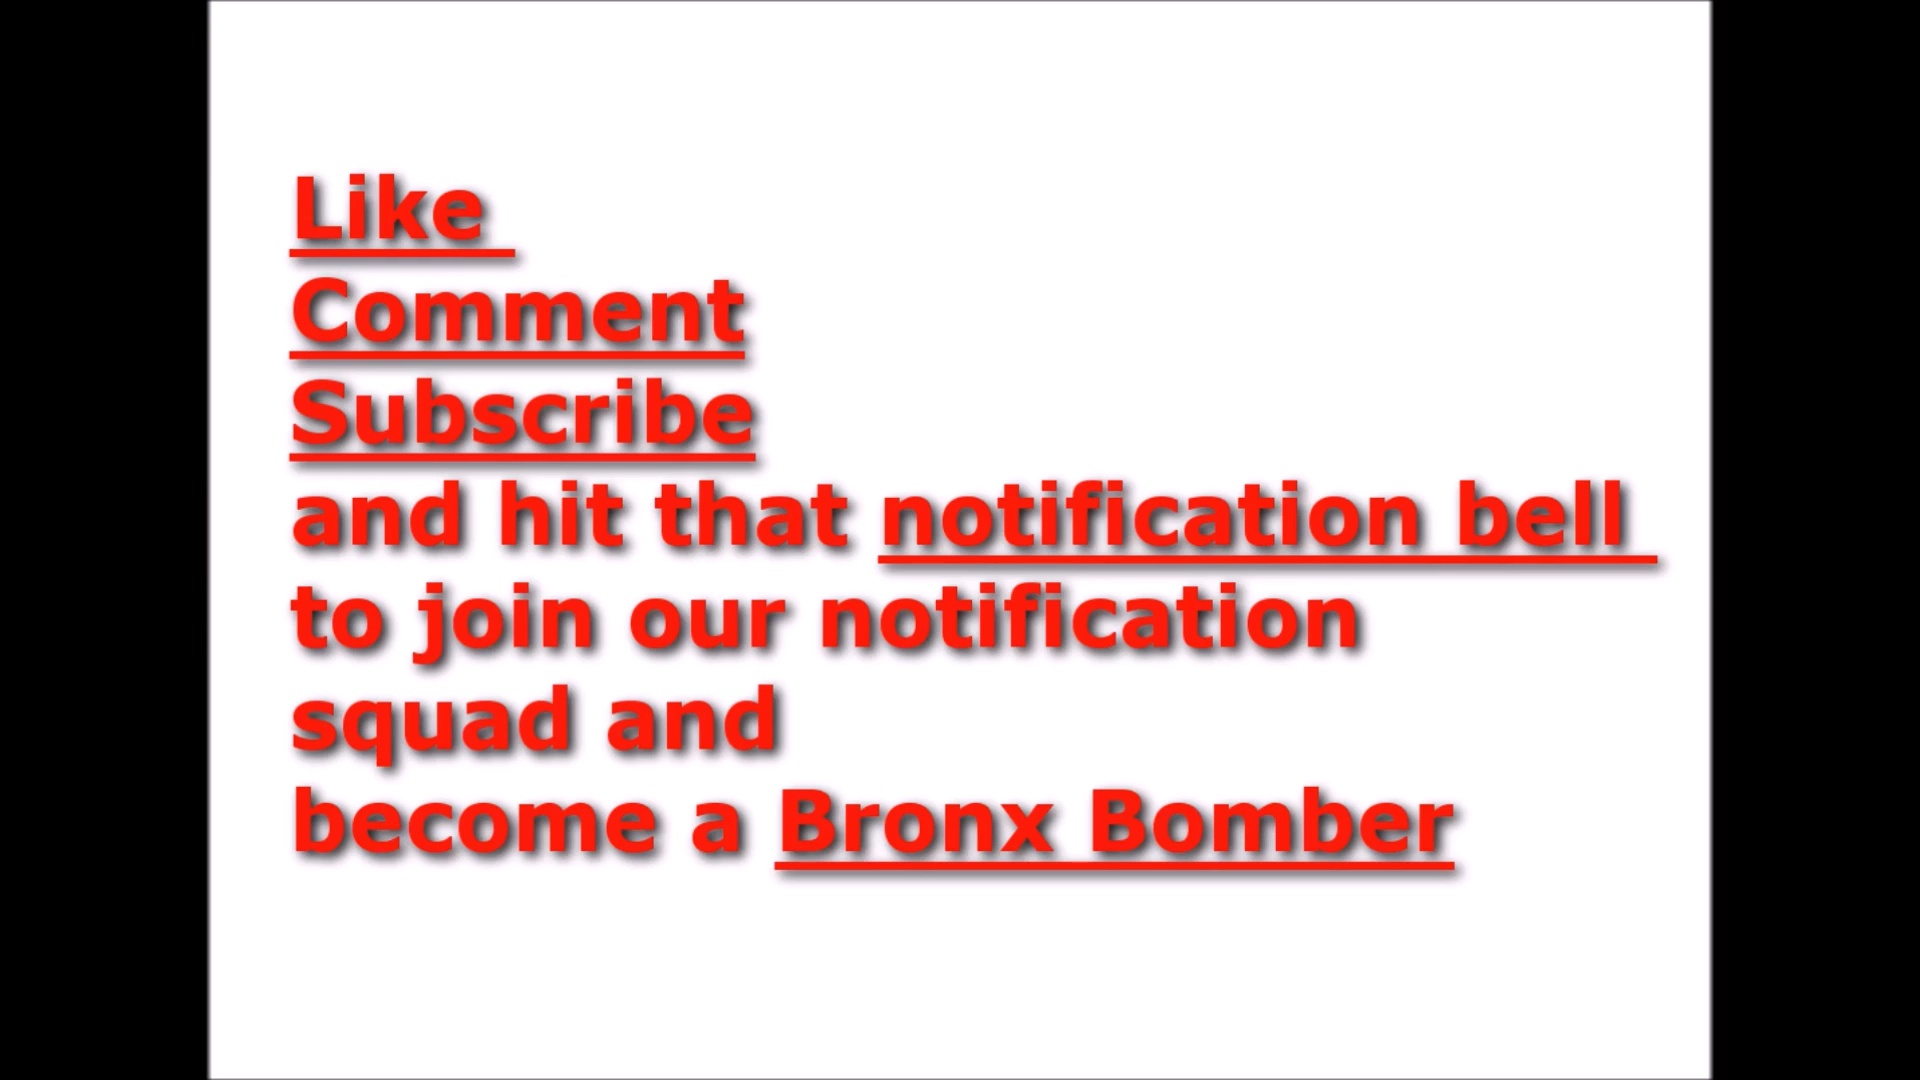 Like
Comment
Subscribe
and hit that notification bell
to join our notification
squad and
become a Bronx Bomber